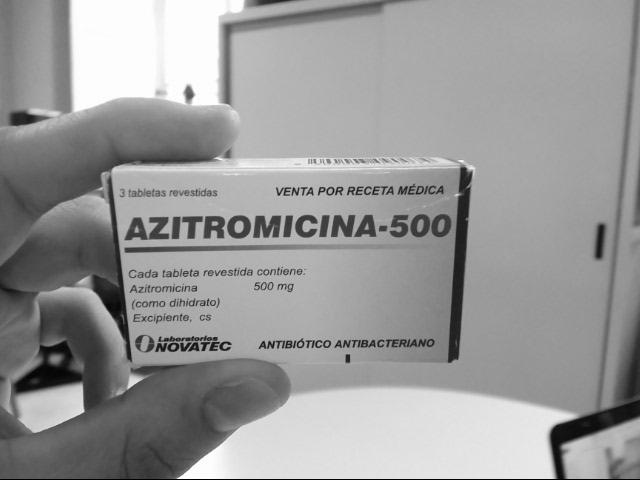 3 tabletas revestidas
VENTA POR RECETA MÉDICA
AZITROMICINA-500
Cada tableta revestida contiene:
Azitromicina 500 mg
(como dihidrato)
Excipiente, cs
Laboratorios
NOVATEC
ANTIBIÓTICO ANTIBACTERIANO